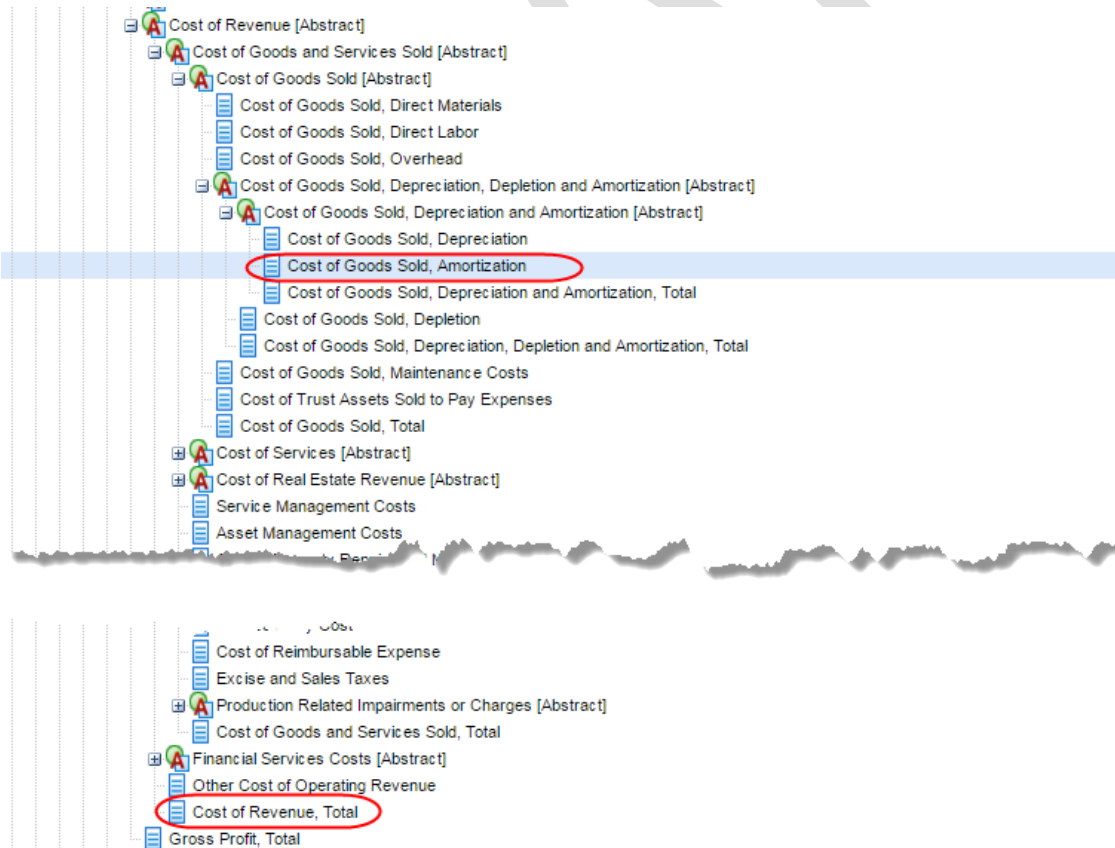 Cost of Revenue [Abstract]
Cost of Goods and Services Sold [Abstract]
Cost of Goods Sold [Abstract]
Cost of Goods Sold, Direct Materials
Cost of Goods Sold, Direct Labor
Cost of Goods Sold, Overhead
Cost of Goods Sold, Depreciation, Depletion and Amortization [Abstract]
Cost of Goods Sold, Depreciation and Amortization [Abstract]
Cost of Goods Sold, Depreciation
Cost of Goods Sold, Amortization
Cost of Goods Sold, Depreciation and Amortization, Total
Cost of Goods Sold, Depletion
Cost of Goods Sold, Depreciation, Depletion and Amortization, Total
Cost of Goods Sold, Maintenance Costs
Cost of Trust Assets Sold to Pay Expenses
Cost of Goods Sold, Total
Cost of Services [Abstract]
Cost of Real Estate Revenue [Abstract]
Service Management Costs
Asset Management Costs
Cost
Cost of Reimbursable Expense
Excise and Sales Taxes
Production Related Impairments or Charges [Abstract]
Cost of Goods and Services Sold, Total
Financial Services Costs [Abstract]
Other Cost of Operating Revenue
Cost of Revenue, Total
Gross Profit, Total